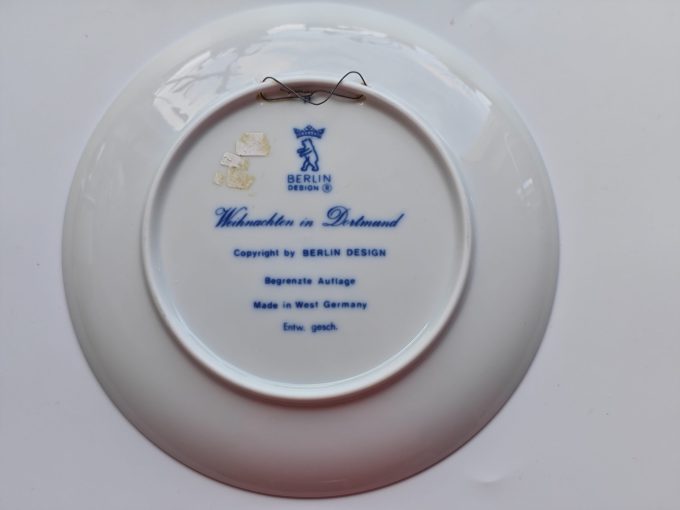 BERLIN
DESIGN ®
Weihnachten in Dortmund
Copyright by BERLIN DESIGN
Begrenzte Auflage
Made in West Germany
Entw. gesch.